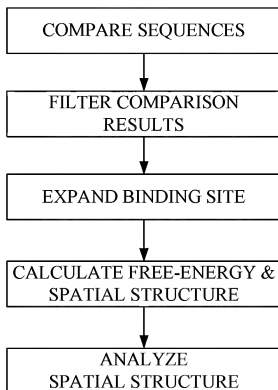 COMPARE SEQUENCES
FILTER COMPARISON
RESULTS
EXPAND BINDING SITE
CALCULATE FREE-ENERGY &
SPATIAL STRUCTURE
ANALYZE
SPATIAL STRUCTURE